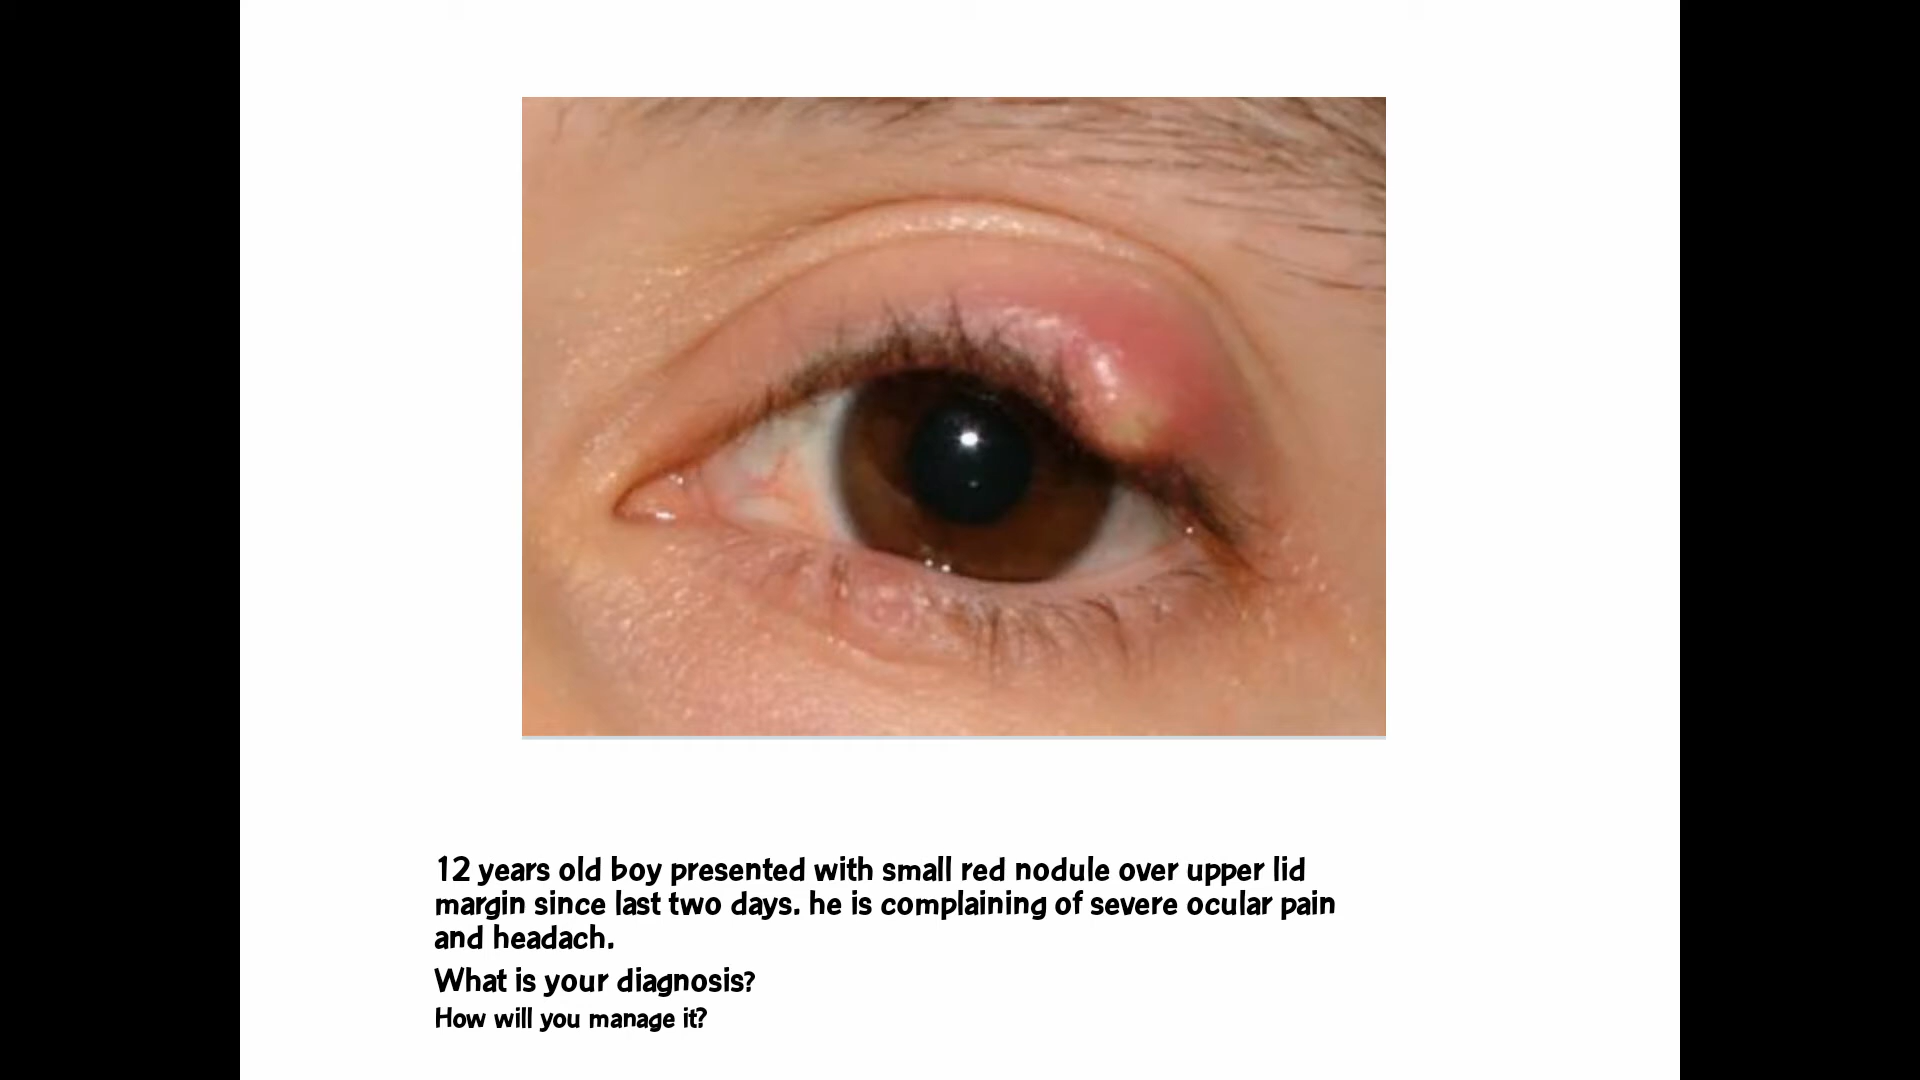 12 years old boy presented with small red nodule over upper lid
margin since last two days. he is complaining of severe ocular pain
and headach.
What is your diagnosis?
How will you manage it?